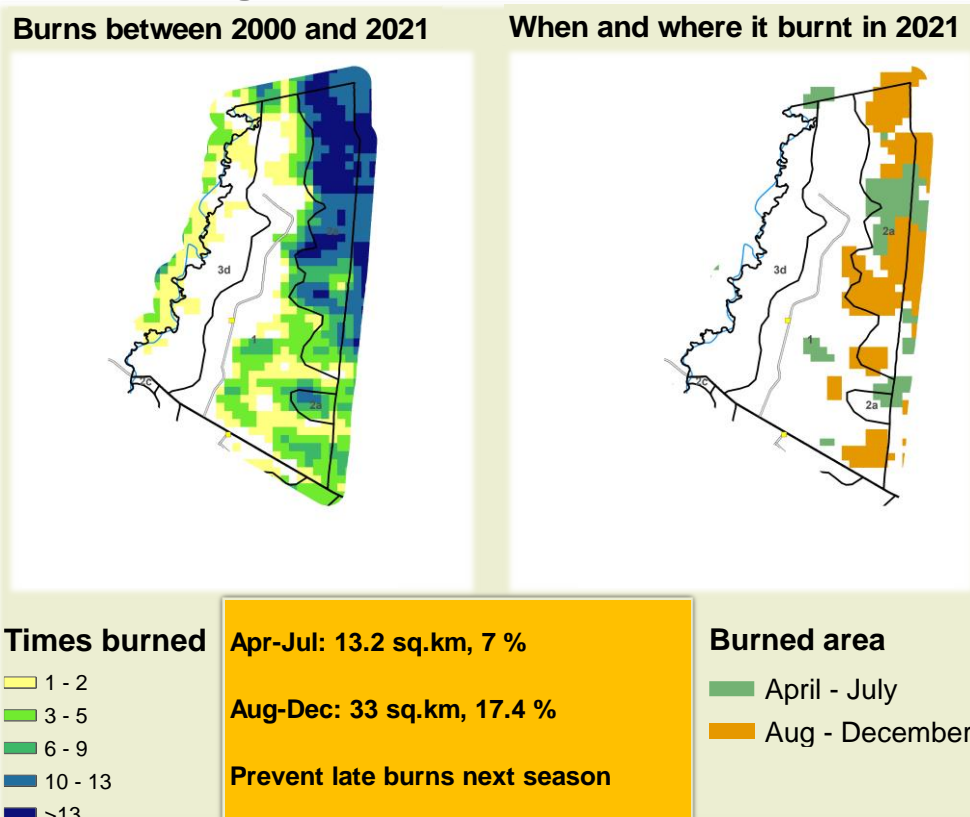 Burns between 2000 and 2021
When and where it burnt in 2021
3d
2a
1
2a
2c
3d
2a
1
2a
2c
Times burned
1 - 2
3 - 5
6 - 9
10 - 13
>13
Apr-Jul: 13.2 sq.km, 7 %
Aug-Dec: 33 sq.km, 17.4 %
Prevent late burns next season
Burned area
April - July
Aug - December